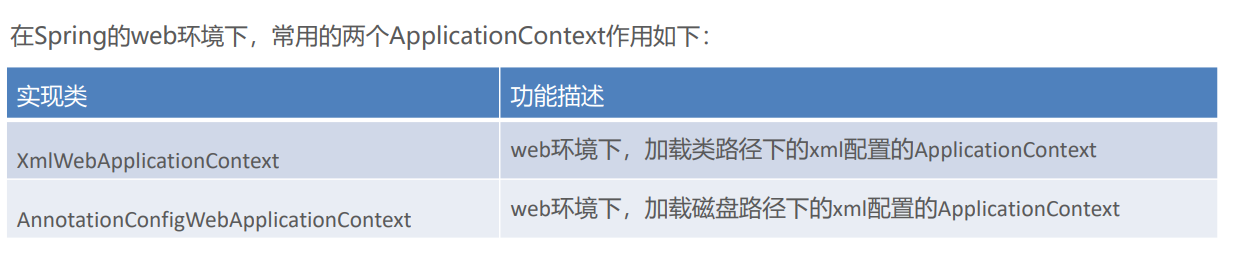 在Spring的web环境下，常用的两个ApplicationContext作用如下：
实现类 功能描述
XmlWebApplicationContext web环境下，加载类路径下的xml配置的ApplicationContext
AnnotationConfigWebApplicationContext web环境下，加载磁盘路径下的xml配置的ApplicationContext